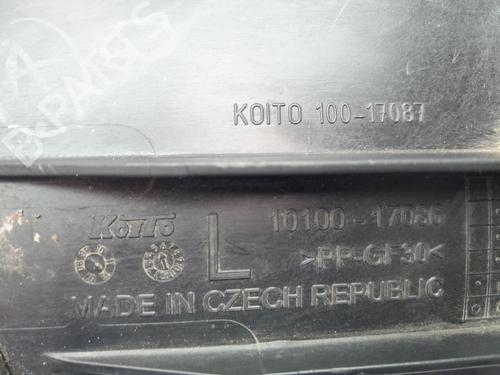 KOITO 100-17087
KOITO L 10100-17086
>PP-GF30<
MADE IN CZECH REPUBLIC